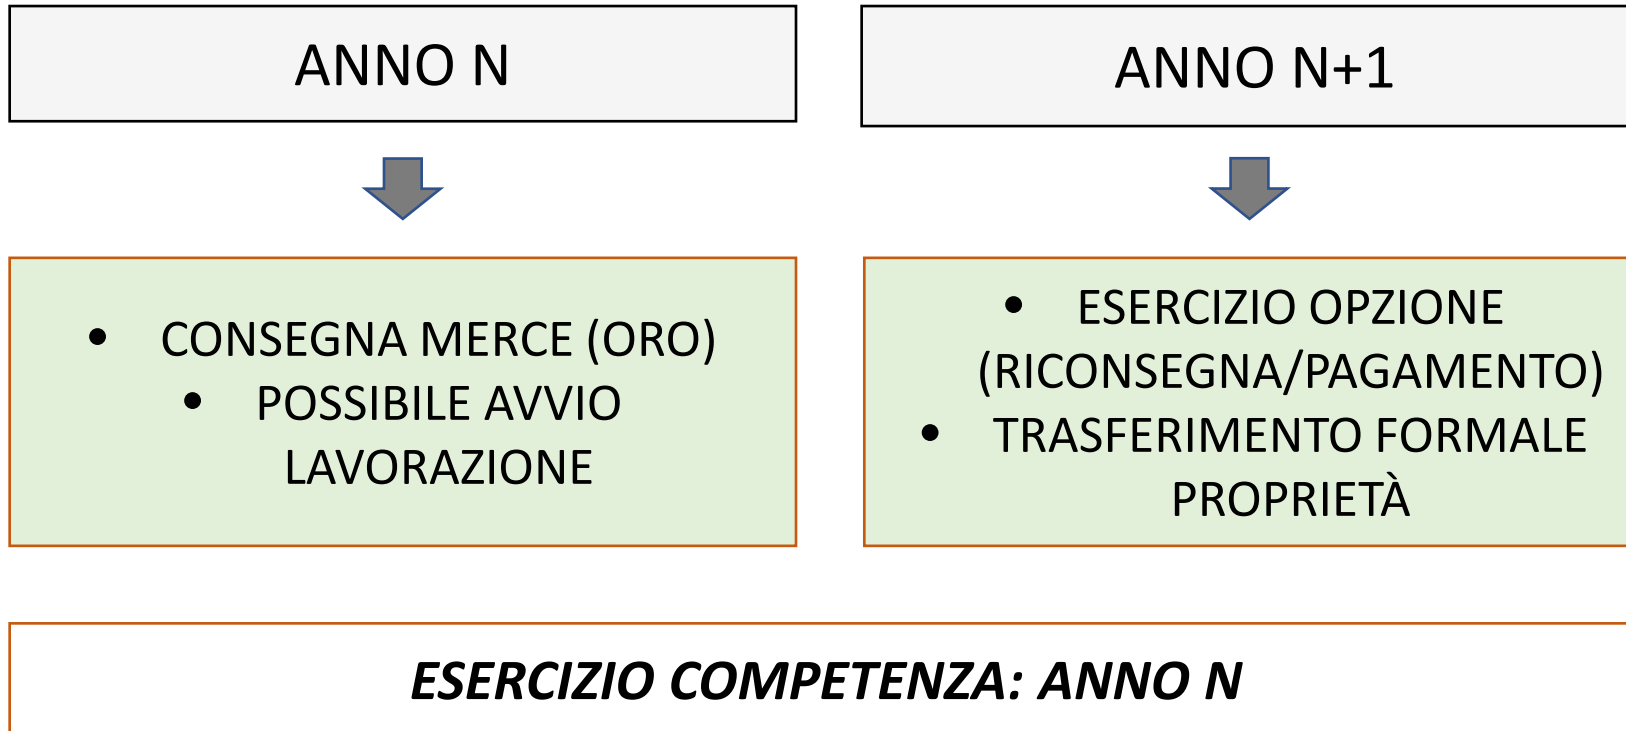 ANNO N
ANNO N+1
• CONSEGNA MERCE (ORO)
• POSSIBILE AVVIO
LAVORAZIONE
• ESERCIZIO OPZIONE
(RICONSEGNA/PAGAMENTO)
• TRASFERIMENTO FORMALE
PROPRIETÀ
ESERCIZIO COMPETENZA: ANNO N